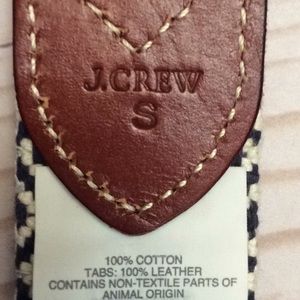 J.CREW
S
100% COTTON
TABS: 100% LEATHER
CONTAINS NON-TEXTILE PARTS OF
ANIMAL ORIGIN